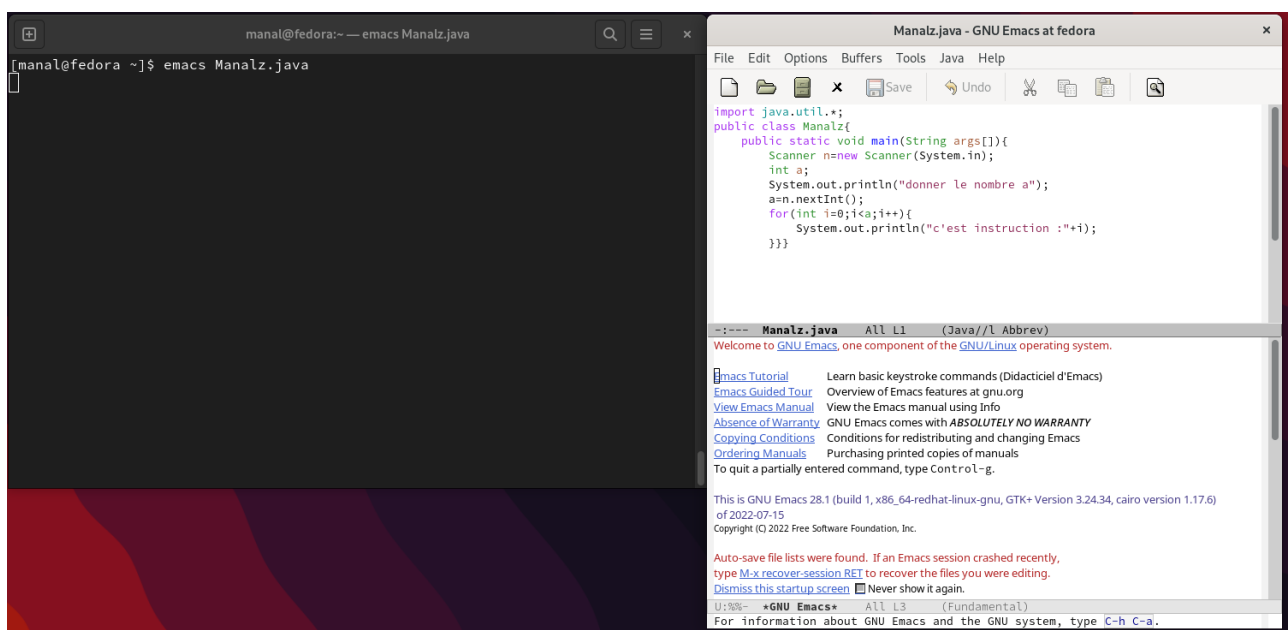 manal@fedora:~ — emacs Manalz.java
[manal@fedora ~]$ emacs Manalz.java
Manalz.java - GNU Emacs at fedora
File Edit Options Buffers Tools Java Help
Save Undo
import java.util.*;
public class Manalz{
    public static void main(String args[]){
        Scanner n=new Scanner(System.in);
        int a;
        System.out.println("donner le nombre a");
        a=n.nextInt();
        for(int i=0;i<a;i++){
            System.out.println("c'est instruction :"+i);
        }}}
-:--- Manalz.java All L1 (Java//l Abbrev)
Welcome to GNU Emacs, one component of the GNU/Linux operating system.
Emacs Tutorial Learn basic keystroke commands (Didacticiel d'Emacs)
Emacs Guided Tour Overview of Emacs features at gnu.org
View Emacs Manual View the Emacs manual using Info
Absence of Warranty GNU Emacs comes with ABSOLUTELY NO WARRANTY
Copying Conditions Conditions for redistributing and changing Emacs
Ordering Manuals Purchasing printed copies of manuals
To quit a partially entered command, type Control-g.
This is GNU Emacs 28.1 (build 1, x86_64-redhat-linux-gnu, GTK+ Version 3.24.34, cairo version 1.17.6)
of 2022-07-15
Copyright (C) 2022 Free Software Foundation, Inc.
Auto-save file lists were found. If an Emacs session crashed recently,
type M-x recover-session RET to recover the files you were editing.
Dismiss this startup screen Never show it again.
U:%%- *GNU Emacs* All L3 (Fundamental)
For information about GNU Emacs and the GNU system, type C-h C-a.